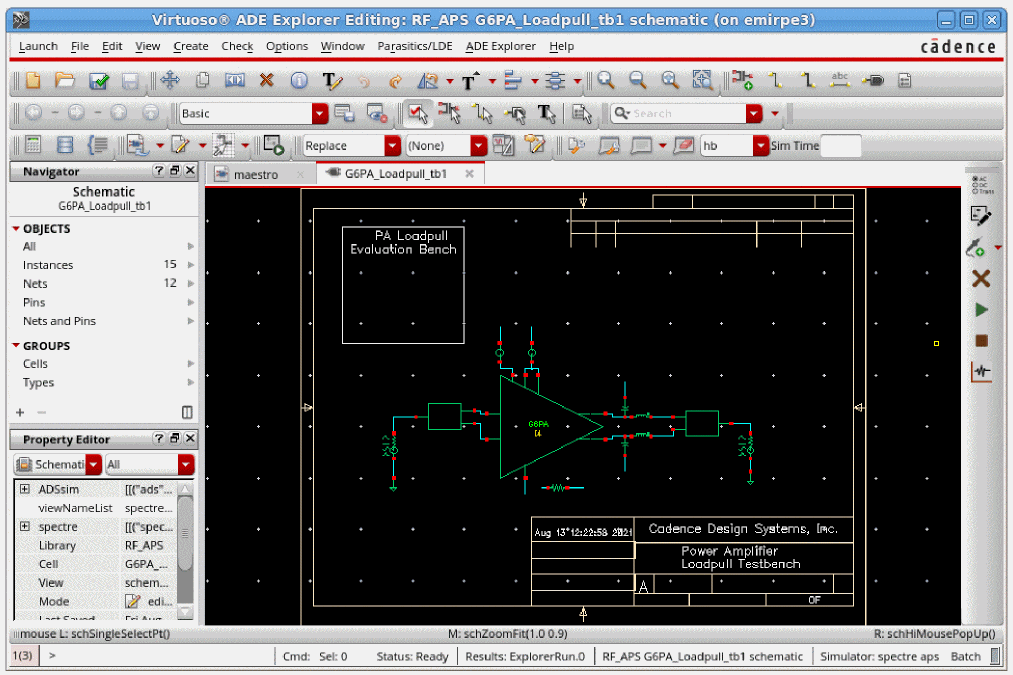 Virtuoso® ADE Explorer Editing: RF_APS G6PA_Loadpull_tb1 schematic (on emirpe3)
Launch File Edit View Create Check Options Window Parasitics/LDE ADE Explorer Help
cādence
abc
Basic
Search
Replace
(None)
hb
Sim Time
Navigator
maestro
G6PA_Loadpull_tb1
Schematic
G6PA_Loadpull_tb1
OBJECTS
All
Instances 15
Nets 12
Pins
Nets and Pins
GROUPS
Cells
Types
Property Editor
Schemati
All
ADSsim [[("ads"...
viewNameList spectre...
spectre [[("spec...
Library RF_APS
Cell G6PA_...
View schem...
Mode edi...
AC
DC
Trans
PA Loadpull
Evaluation Bench
G6PA
I4
Aug 13 12:22:58 2021
Cadence Design Systems, Inc.
Power Amplifier
Loadpull Testbench
A
OF
mouse L: schSingleSelectPt()
M: schZoomFit(1.0 0.9)
R: schHiMousePopUp()
1(3) >
Cmd: Sel: 0
Status: Ready
Results: ExplorerRun.0
RF_APS G6PA_Loadpull_tb1 schematic
Simulator: spectre aps
Batch